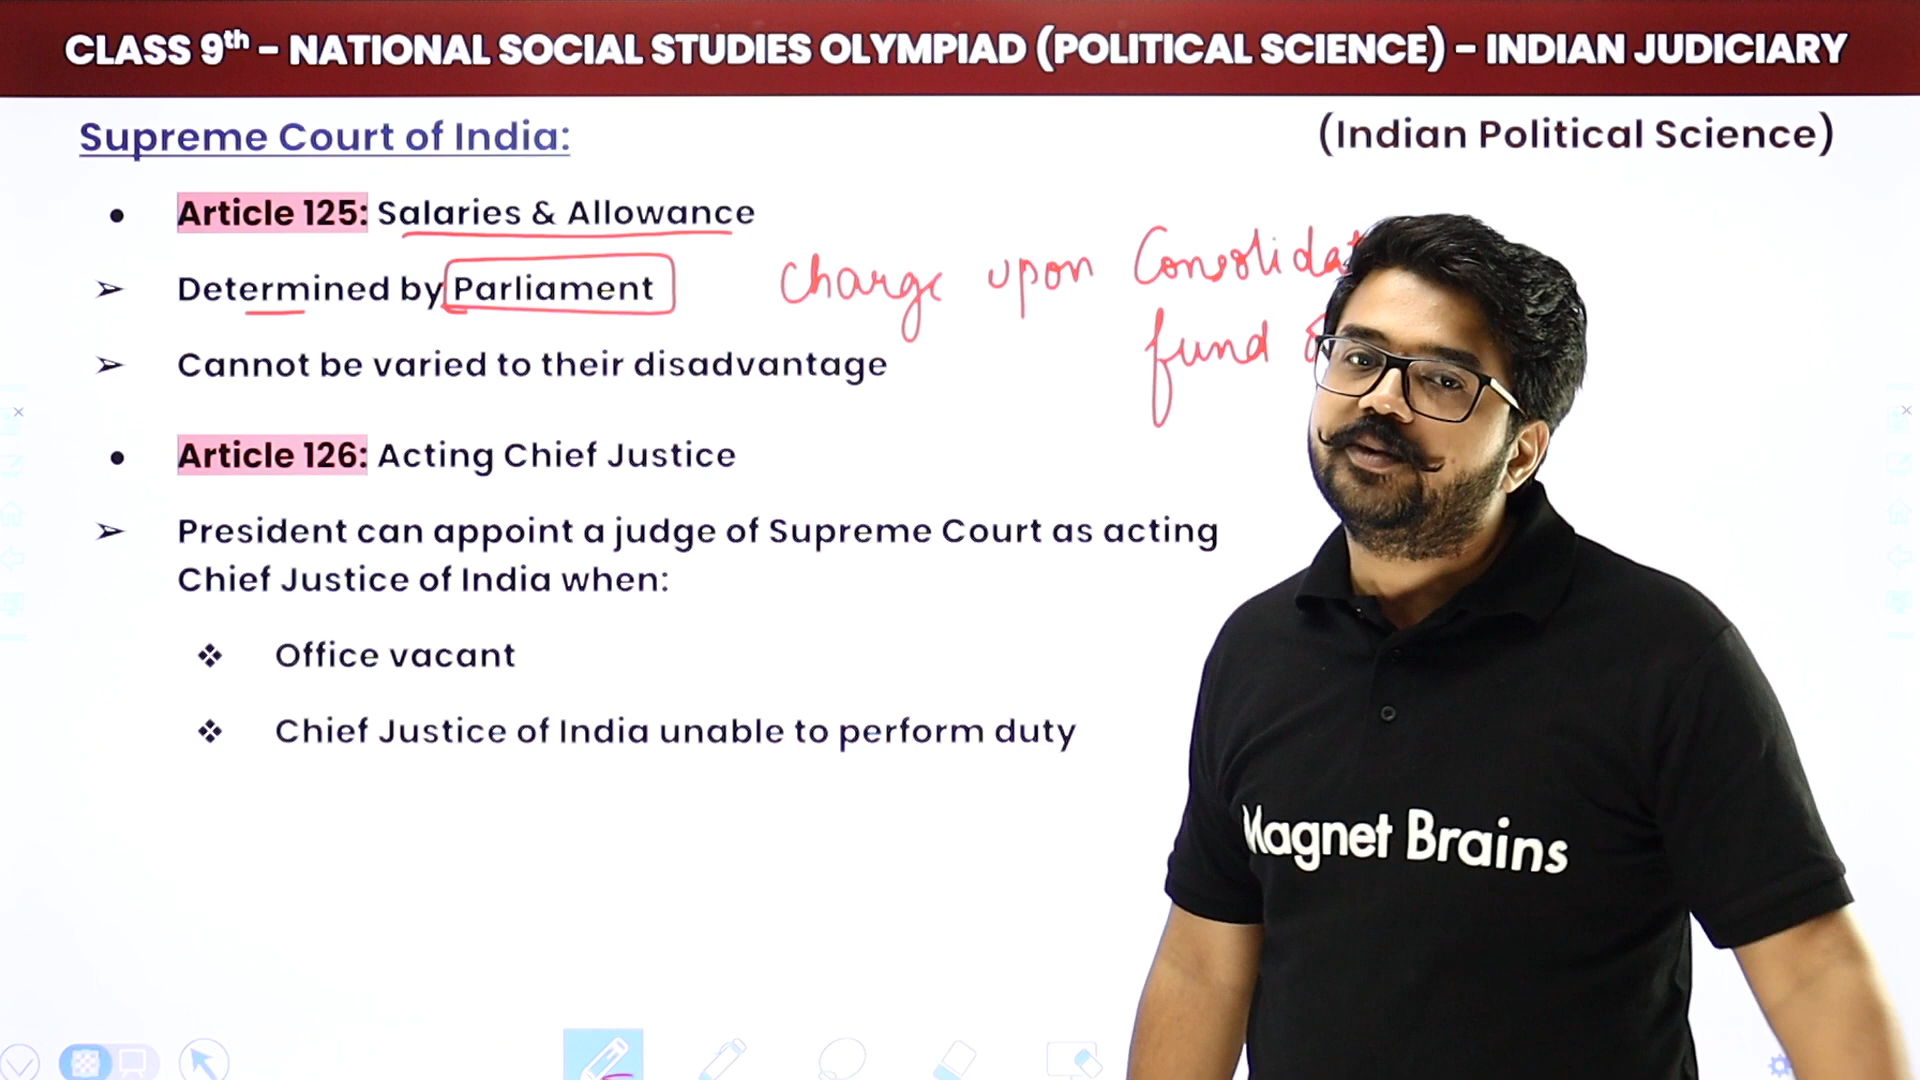 CLASS 9th – NATIONAL SOCIAL STUDIES OLYMPIAD (POLITICAL SCIENCE) – INDIAN JUDICIARY
Supreme Court of India:
(Indian Political Science)
• Article 125: Salaries & Allowance
➢ Determined by Parliament
charge upon Consolidat
fund
➢ Cannot be varied to their disadvantage
• Article 126: Acting Chief Justice
➢ President can appoint a judge of Supreme Court as acting
Chief Justice of India when:
❖ Office vacant
❖ Chief Justice of India unable to perform duty
Magnet Brains